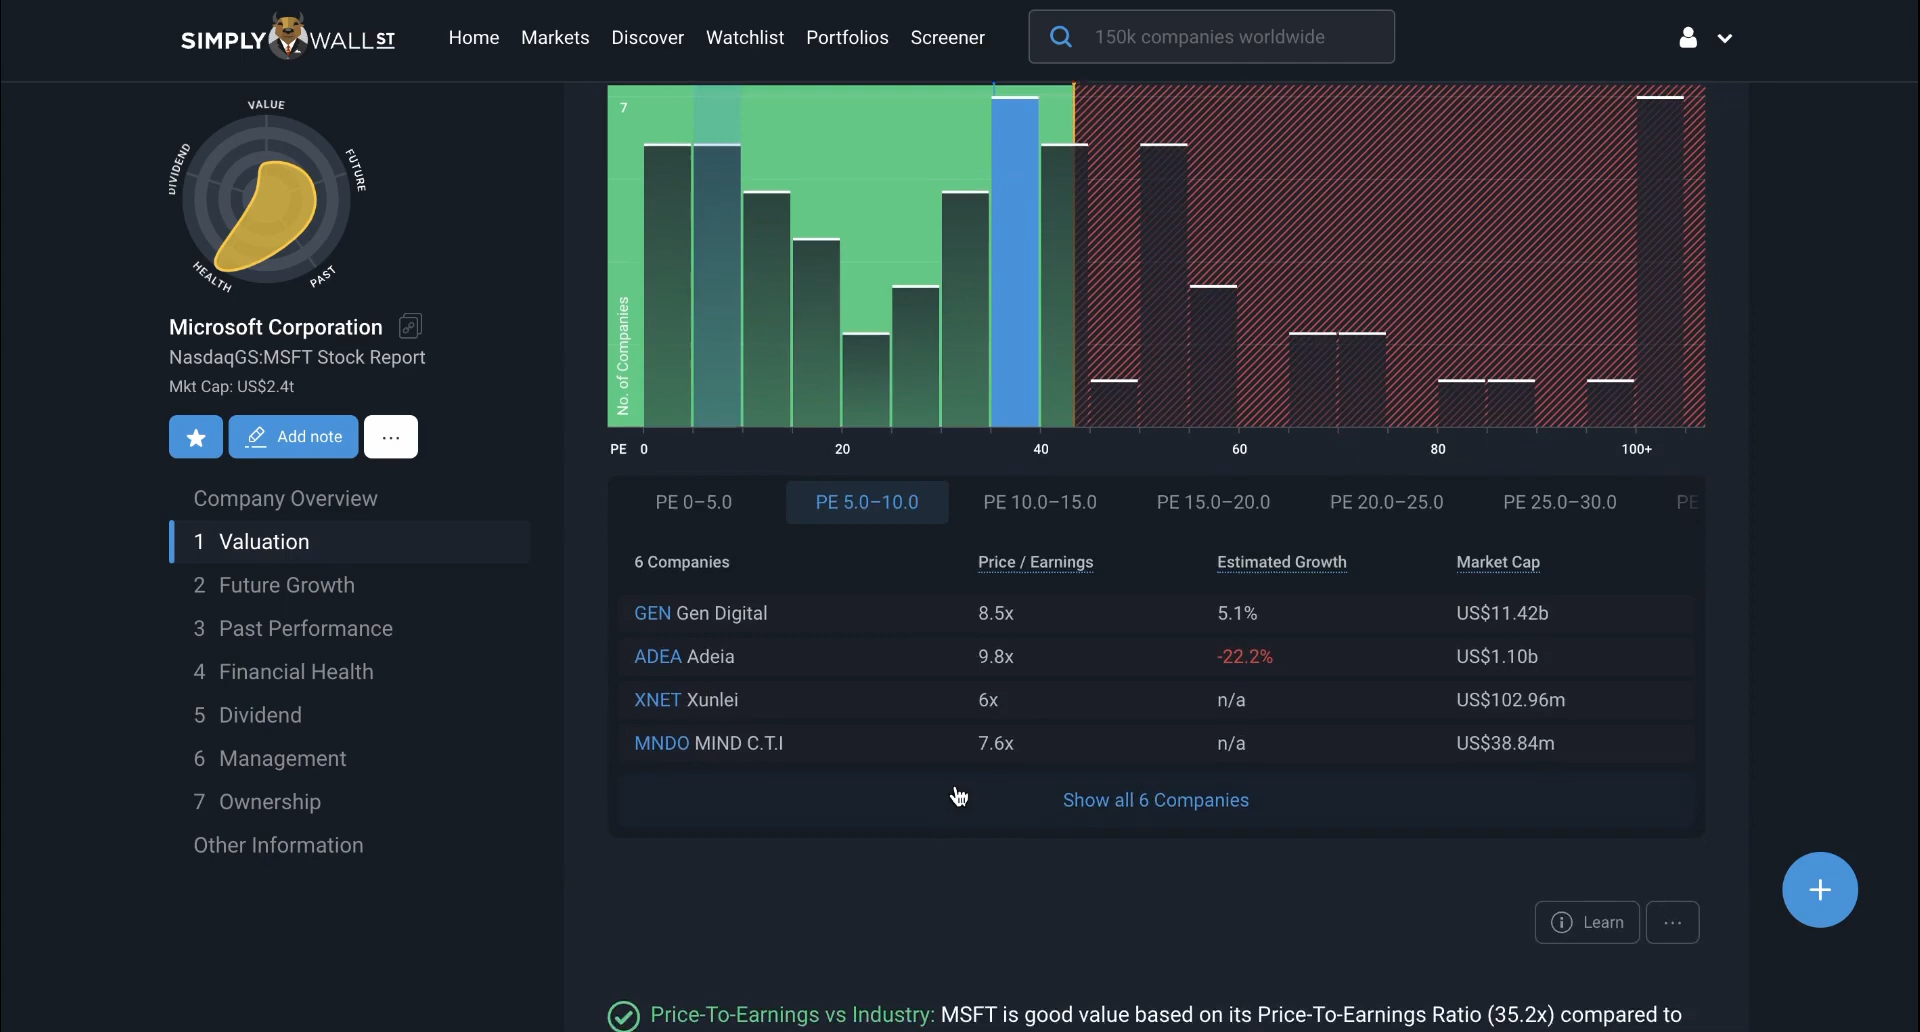 SIMPLY WALL ST
Home Markets Discover Watchlist Portfolios Screener
150k companies worldwide
VALUE
FUTURE
PAST
HEALTH
DIVIDEND
Microsoft Corporation
NasdaqGS:MSFT Stock Report
Mkt Cap: US$2.4t
Add note
...
Company Overview
1 Valuation
2 Future Growth
3 Past Performance
4 Financial Health
5 Dividend
6 Management
7 Ownership
Other Information
7
No. of Companies
PE 0 20 40 60 80 100+
PE 0–5.0 PE 5.0–10.0 PE 10.0–15.0 PE 15.0–20.0 PE 20.0–25.0 PE 25.0–30.0 PE
6 Companies Price / Earnings Estimated Growth Market Cap
GEN Gen Digital 8.5x 5.1% US$11.42b
ADEA Adeia 9.8x -22.2% US$1.10b
XNET Xunlei 6x n/a US$102.96m
MNDO MIND C.T.I 7.6x n/a US$38.84m
Show all 6 Companies
Learn ...
Price-To-Earnings vs Industry: MSFT is good value based on its Price-To-Earnings Ratio (35.2x) compared to